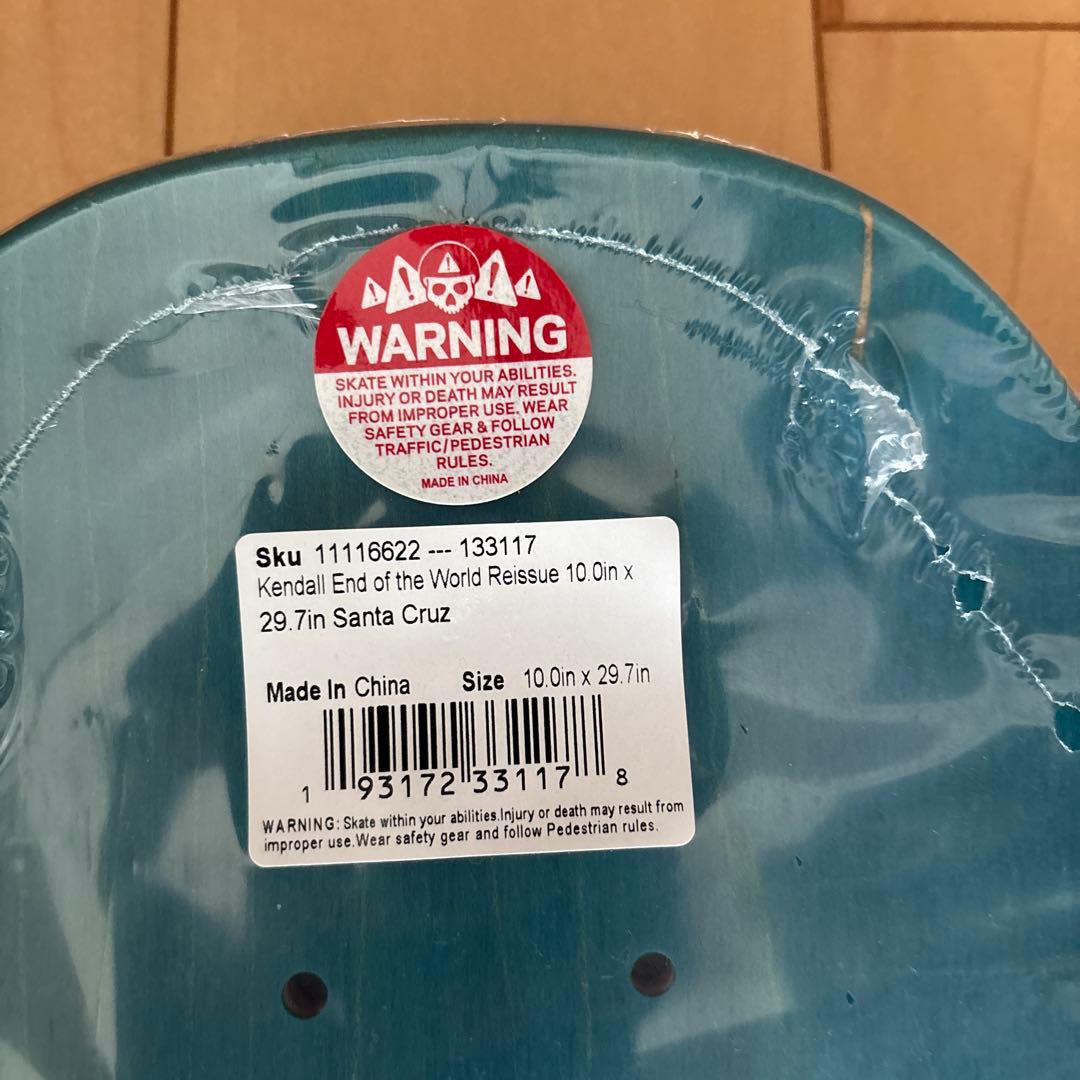 WARNING
SKATE WITHIN YOUR ABILITIES.
INJURY OR DEATH MAY RESULT
FROM IMPROPER USE. WEAR
SAFETY GEAR & FOLLOW
TRAFFIC/PEDESTRIAN
RULES.
MADE IN CHINA
Sku 11116622 --- 133117
Kendall End of the World Reissue 10.0in x
29.7in Santa Cruz
Made In China Size 10.0in x 29.7in
1 93172 33117 8
WARNING: Skate within your abilities.Injury or death may result from
improper use.Wear safety gear and follow Pedestrian rules.